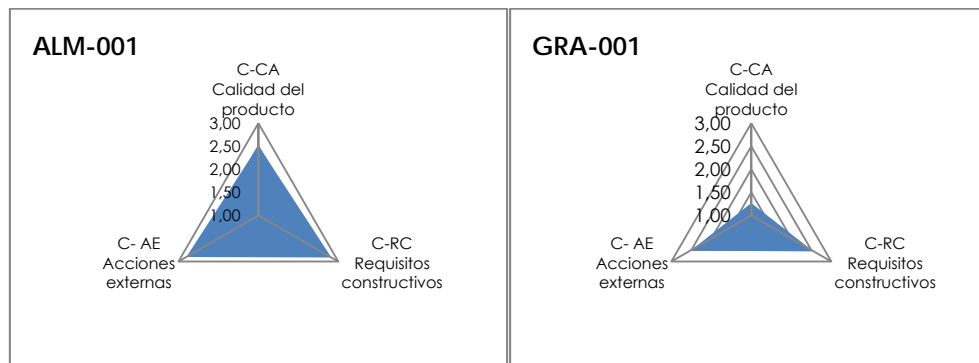 ALM-001
C-CA
Calidad del
producto
3,00
2,50
2,00
1,50
1,00
C- AE
Acciones
externas
C-RC
Requisitos
constructivos
GRA-001
C-CA
Calidad del
producto
3,00
2,50
2,00
1,50
1,00
C- AE
Acciones
externas
C-RC
Requisitos
constructivos